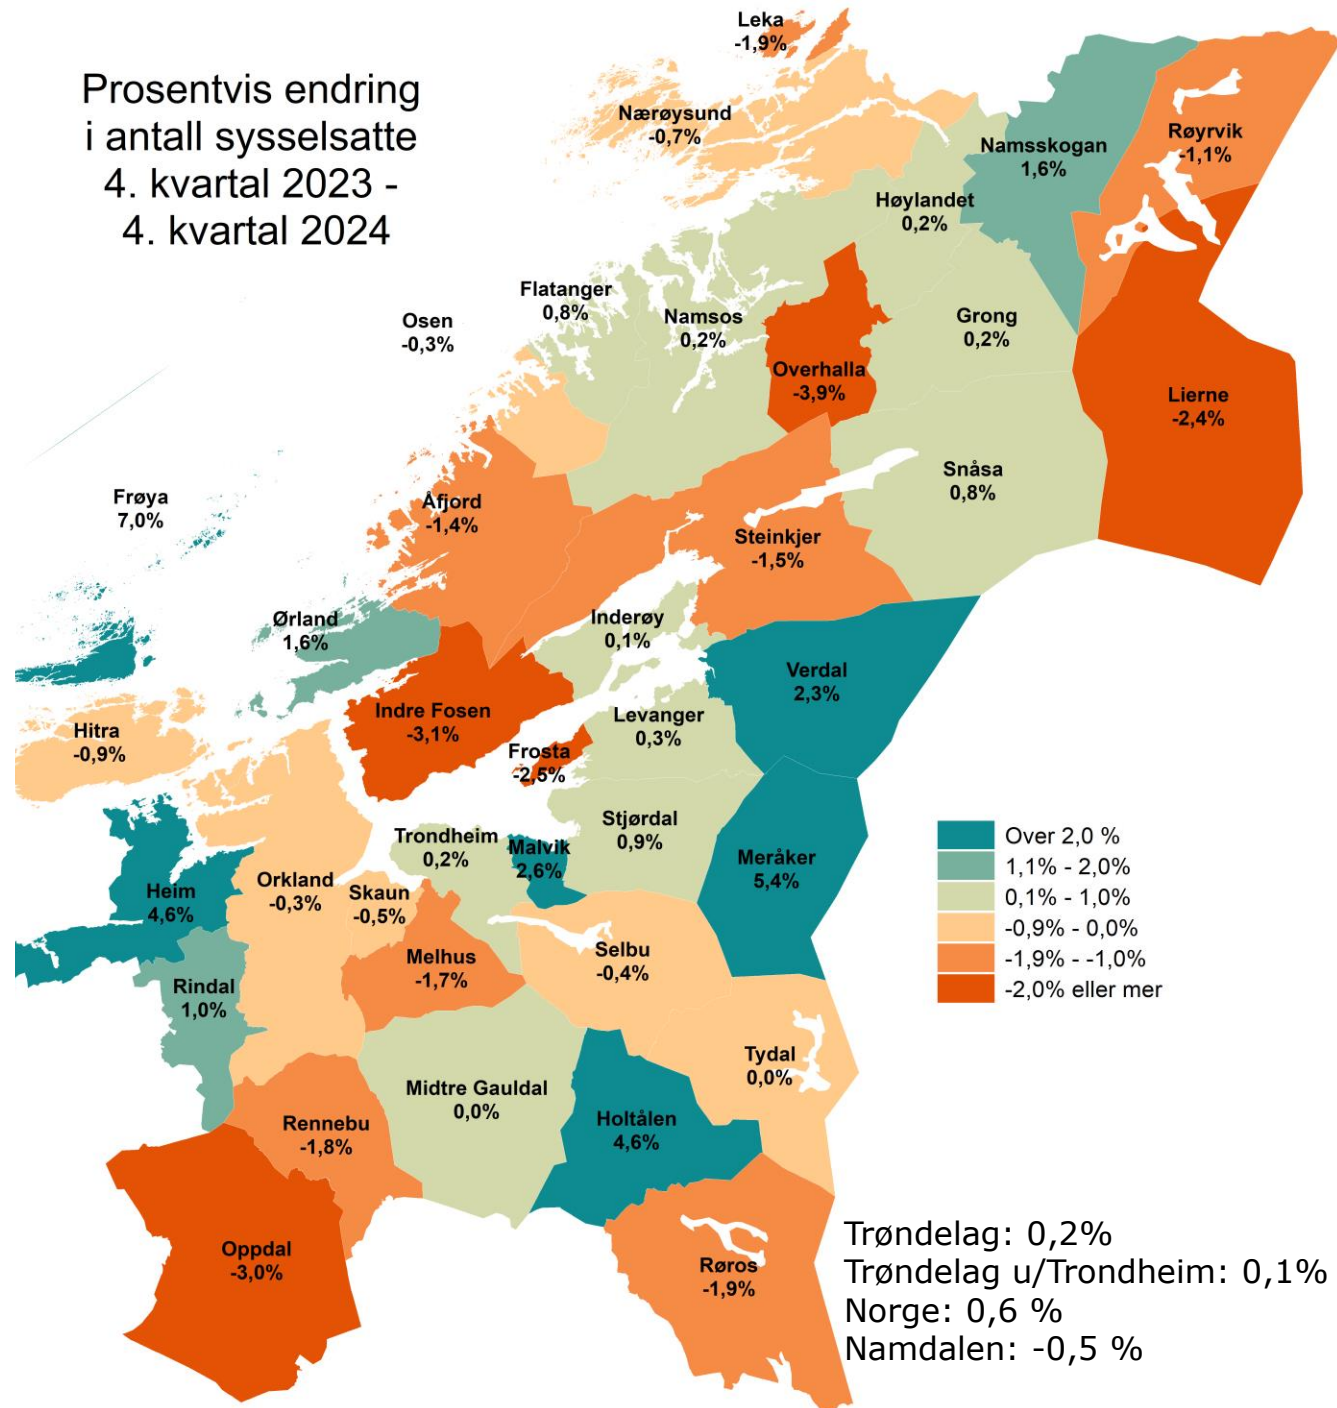 Prosentvis endring
i antall sysselsatte
4. kvartal 2023 -
4. kvartal 2024
Leka
-1,9%
Nærøysund
-0,7%
Namsskogan
1,6%
Røyrvik
-1,1%
Høylandet
0,2%
Flatanger
0,8%
Osen
-0,3%
Namsos
0,2%
Grong
0,2%
Overhalla
-3,9%
Lierne
-2,4%
Snåsa
0,8%
Frøya
7,0%
Åfjord
-1,4%
Steinkjer
-1,5%
Ørland
1,6%
Inderøy
0,1%
Verdal
2,3%
Indre Fosen
-3,1%
Levanger
0,3%
Hitra
-0,9%
Frosta
-2,5%
Trondheim
0,2%
Malvik
2,6%
Stjørdal
0,9%
Meråker
5,4%
Heim
4,6%
Orkland
-0,3%
Skaun
-0,5%
Melhus
-1,7%
Selbu
-0,4%
Rindal
1,0%
Tydal
0,0%
Midtre Gauldal
0,0%
Holtålen
4,6%
Rennebu
-1,8%
Oppdal
-3,0%
Røros
-1,9%
Over 2,0 %
1,1% - 2,0%
0,1% - 1,0%
-0,9% - 0,0%
-1,9% - -1,0%
-2,0% eller mer
Trøndelag: 0,2%
Trøndelag u/Trondheim: 0,1%
Norge: 0,6 %
Namdalen: -0,5 %